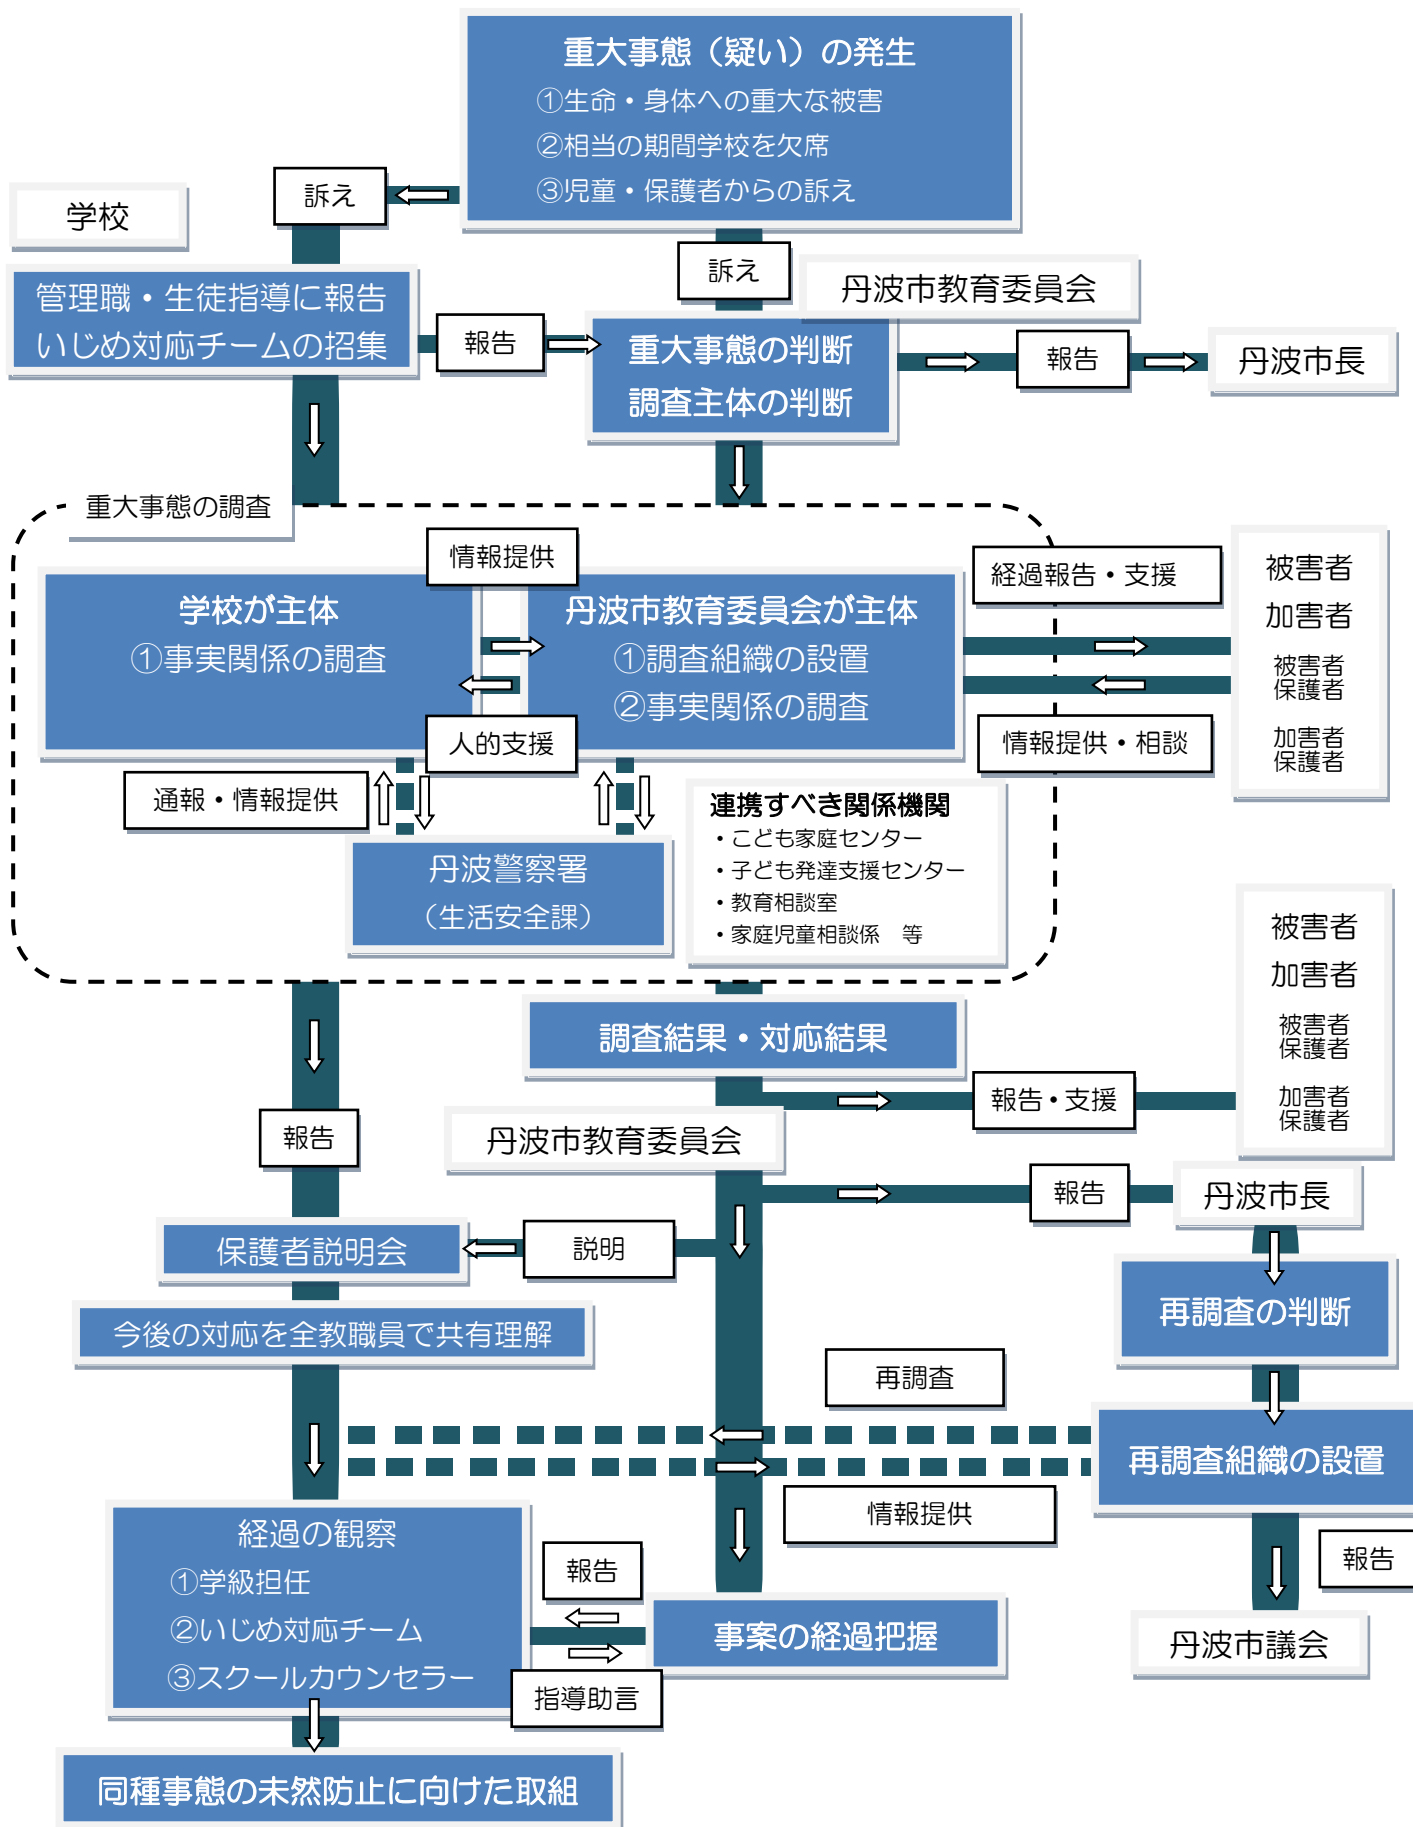 重大事態（疑い）の発生
①生命・身体への重大な被害
②相当の期間学校を欠席
③児童・保護者からの訴え
訴え
学校
訴え
丹波市教育委員会
管理職・生徒指導に報告
いじめ対応チームの招集
報告
重大事態の判断
調査主体の判断
報告
丹波市長
重大事態の調査
情報提供
学校が主体
①事実関係の調査
丹波市教育委員会が主体
①調査組織の設置
②事実関係の調査
人的支援
経過報告・支援
情報提供・相談
被害者
加害者
被害者
保護者
加害者
保護者
通報・情報提供
丹波警察署
（生活安全課）
連携すべき関係機関
・こども家庭センター
・子ども発達支援センター
・教育相談室
・家庭児童相談係　等
調査結果・対応結果
報告・支援
被害者
加害者
被害者
保護者
加害者
保護者
報告
丹波市教育委員会
報告
丹波市長
保護者説明会
説明
再調査の判断
今後の対応を全教職員で共有理解
再調査
再調査組織の設置
情報提供
経過の観察
①学級担任
②いじめ対応チーム
③スクールカウンセラー
報告
指導助言
事案の経過把握
報告
丹波市議会
同種事態の未然防止に向けた取組